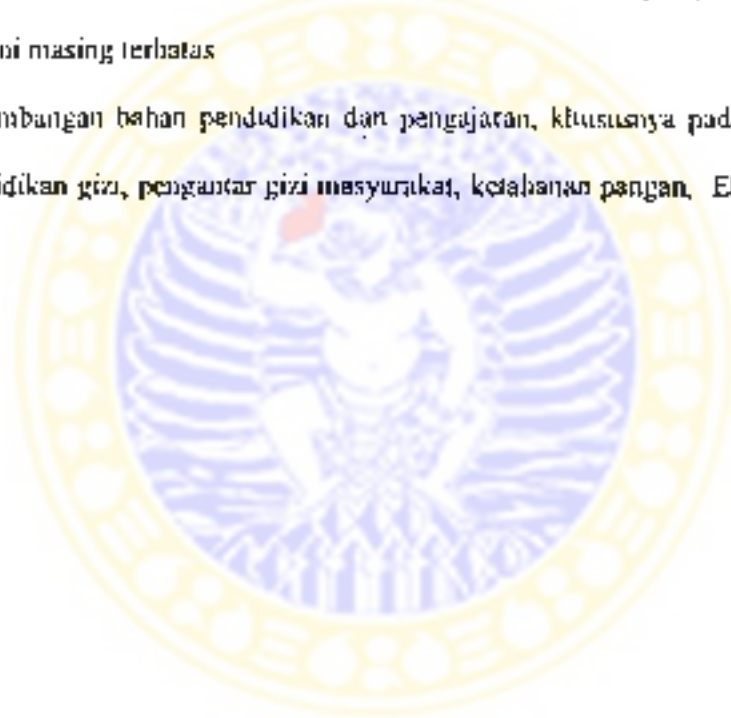 ni masing terbatas
mbangan bahan pendidikan dan pengajaran, khususnya pad
idikan gizi, pengantar gizi masyarakat, ketahanan pangan, E